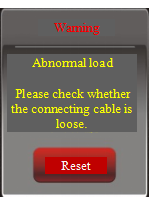 Warning
Abnormal load
Please check whether
the connecting cable is
loose.
Reset